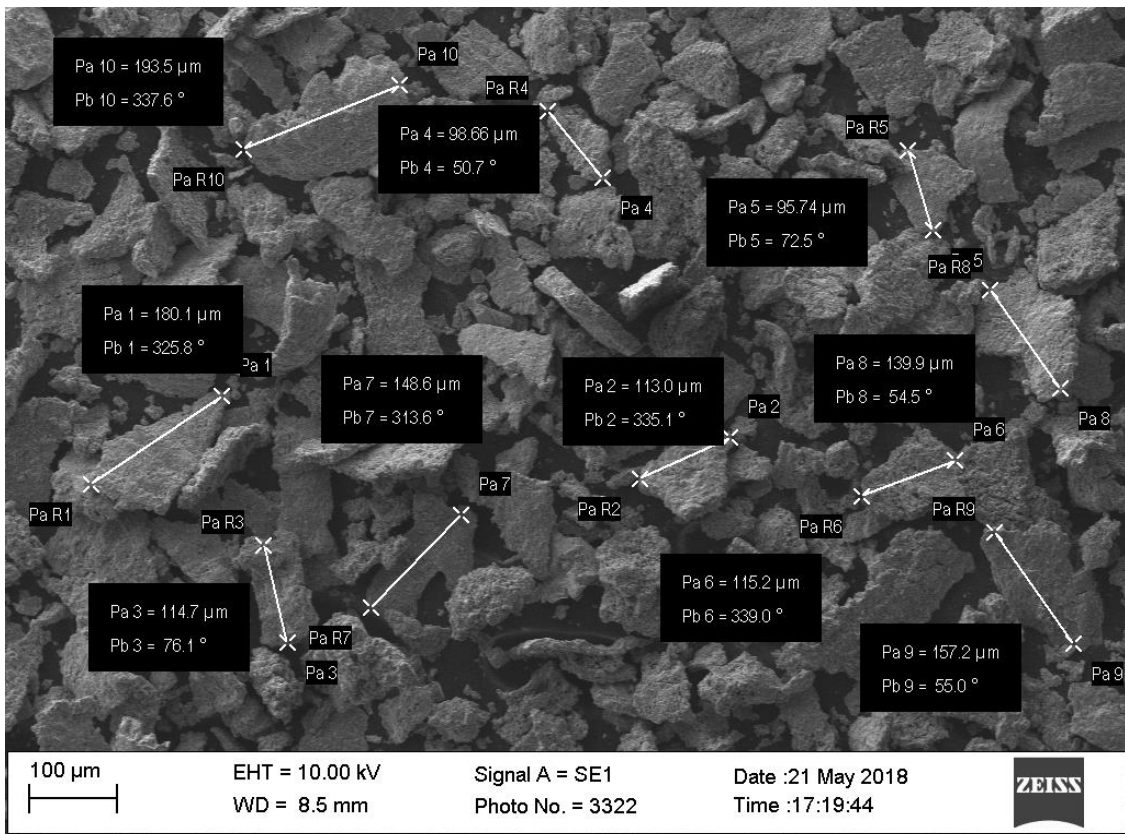 Pa 10 = 193.5 µm
Pb 10 = 337.6 °
Pa 10
Pa R10
Pa R4
Pa 4 = 98.66 µm
Pb 4 = 50.7 °
Pa 4
Pa R5
Pa 5 = 95.74 µm
Pb 5 = 72.5 °
Pa R8 5
Pa 1 = 180.1 µm
Pb 1 = 325.8 °
Pa 1
Pa R1
Pa 7 = 148.6 µm
Pb 7 = 313.6 °
Pa 7
Pa 2 = 113.0 µm
Pb 2 = 335.1 °
Pa 2
Pa R2
Pa 8 = 139.9 µm
Pb 8 = 54.5 °
Pa 8
Pa 6
Pa R6
Pa R9
Pa R3
Pa 3 = 114.7 µm
Pb 3 = 76.1 °
Pa R7
Pa 3
Pa 6 = 115.2 µm
Pb 6 = 339.0 °
Pa 9 = 157.2 µm
Pb 9 = 55.0 °
Pa 9
100 µm
EHT = 10.00 kV
Signal A = SE1
Date :21 May 2018
WD = 8.5 mm
Photo No. = 3322
Time :17:19:44
ZEISS